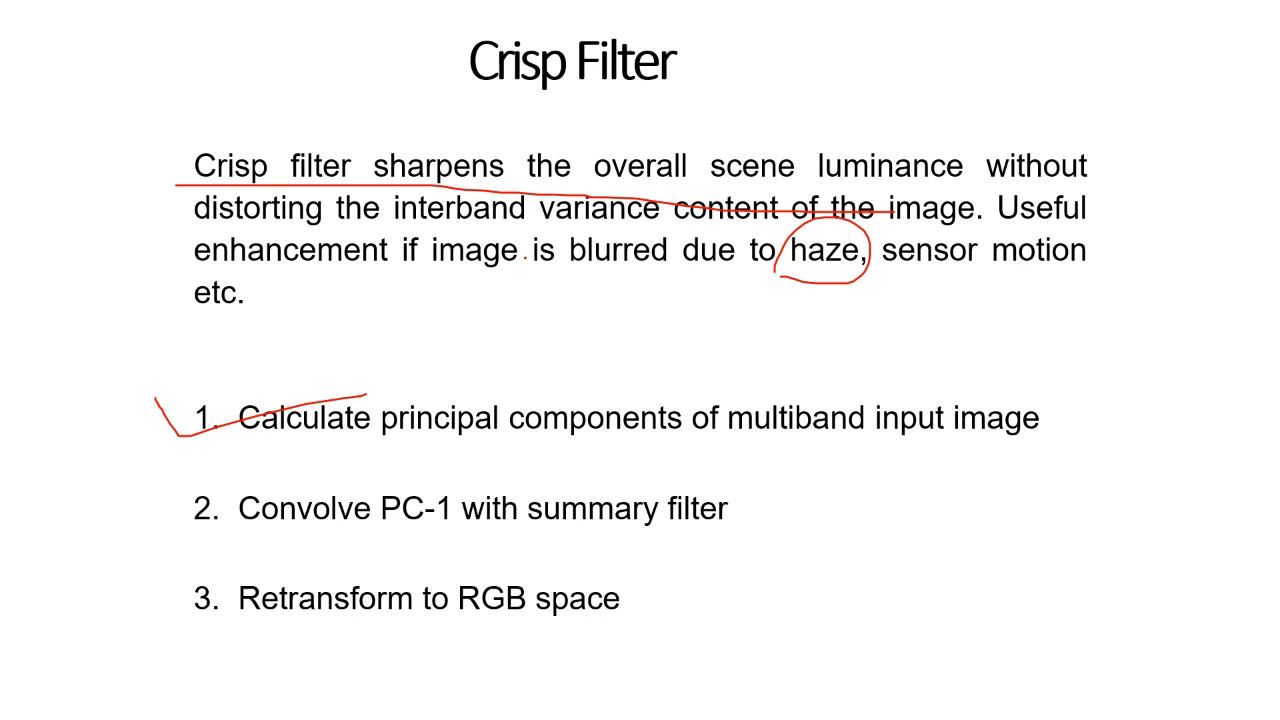 Crisp Filter
Crisp filter sharpens the overall scene luminance without
distorting the interband variance content of the image. Useful
enhancement if image is blurred due to haze, sensor motion
etc.
1. Calculate principal components of multiband input image
2. Convolve PC-1 with summary filter
3. Retransform to RGB space